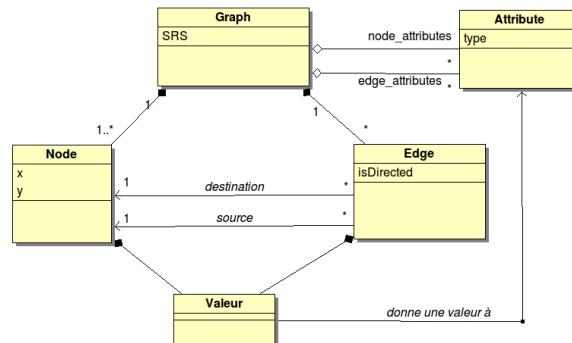 Graph
SRS
Attribute
type
node_attributes
*
edge_attributes
*
1
1
1..*
*
Node
x
y
Edge
isDirected
destination
1
*
source
1
*
Valeur
donne une valeur à